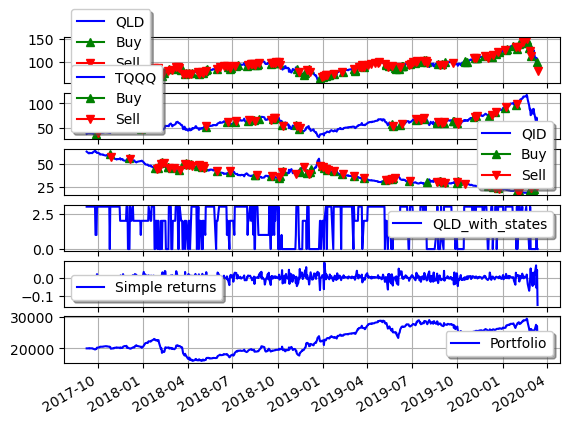 QLD
Buy
Sell
150
100
TQQQ
Buy
Sell
100
50
QID
Buy
Sell
50
25
QLD_with_states
2.5
0.0
Simple returns
0.0
−0.1
Portfolio
30000
20000
2017-10
2018-01
2018-04
2018-07
2018-10
2019-01
2019-04
2019-07
2019-10
2020-01
2020-04